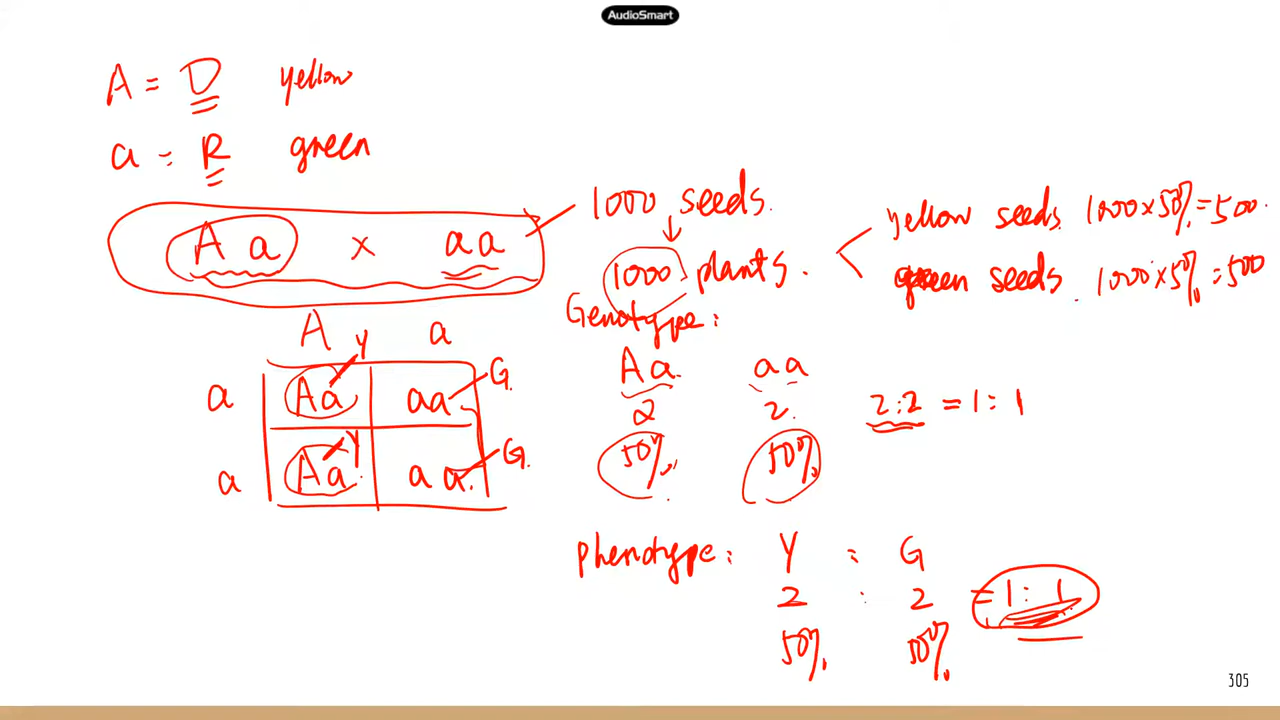 AudioSmart
A = D yellow
a = R green
Aa x aa
1000 seeds.
1000 plants.
yellow seeds. 1000 x 50% = 500.
green seeds. 1000 x 50% = 500
A a
a Aa Y aa G.
a Aa Y aa. G.
Genotype:
Aa. aa
2 2.
50% 50%
2:2 = 1:1
Phenotype: Y : G
2 : 2 = 1:1
50% 50%
305